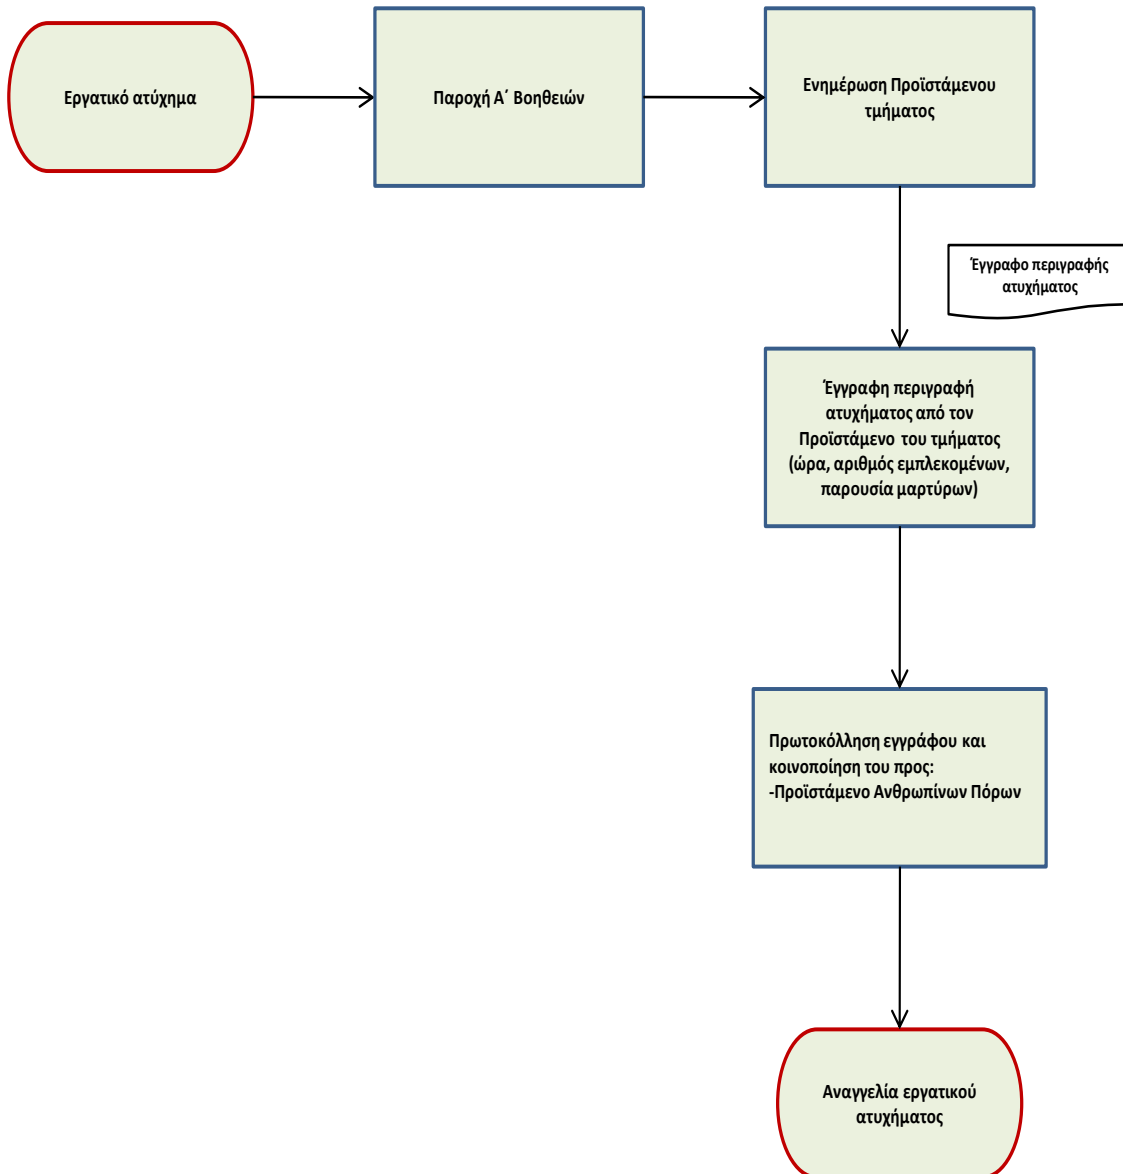 Εργατικό ατύχημα
Παροχή Α΄ Βοηθειών
Ενημέρωση Προϊστάμενου
τμήματος
Έγγραφο περιγραφής
ατυχήματος
Έγγραφη περιγραφή
ατυχήματος από τον
Προϊστάμενο του τμήματος
(ώρα, αριθμός εμπλεκομένων,
παρουσία μαρτύρων)
Πρωτοκόλληση εγγράφου και
κοινοποίηση του προς:
-Προϊστάμενο Ανθρωπίνων Πόρων
Αναγγελία εργατικού
ατυχήματος